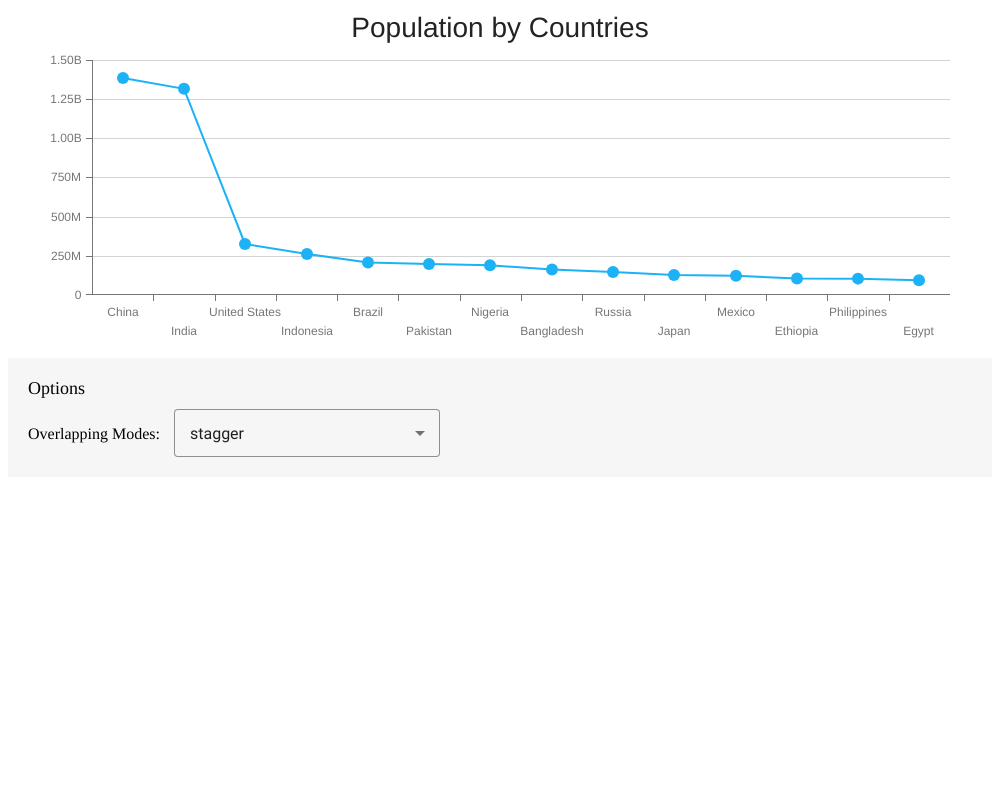 Population by Countries
1.50B
1.25B
1.00B
750M
500M
250M
0
China United States Brazil Nigeria Russia Mexico Philippines
India Indonesia Pakistan Bangladesh Japan Ethiopia Egypt
Options
Overlapping Modes: stagger